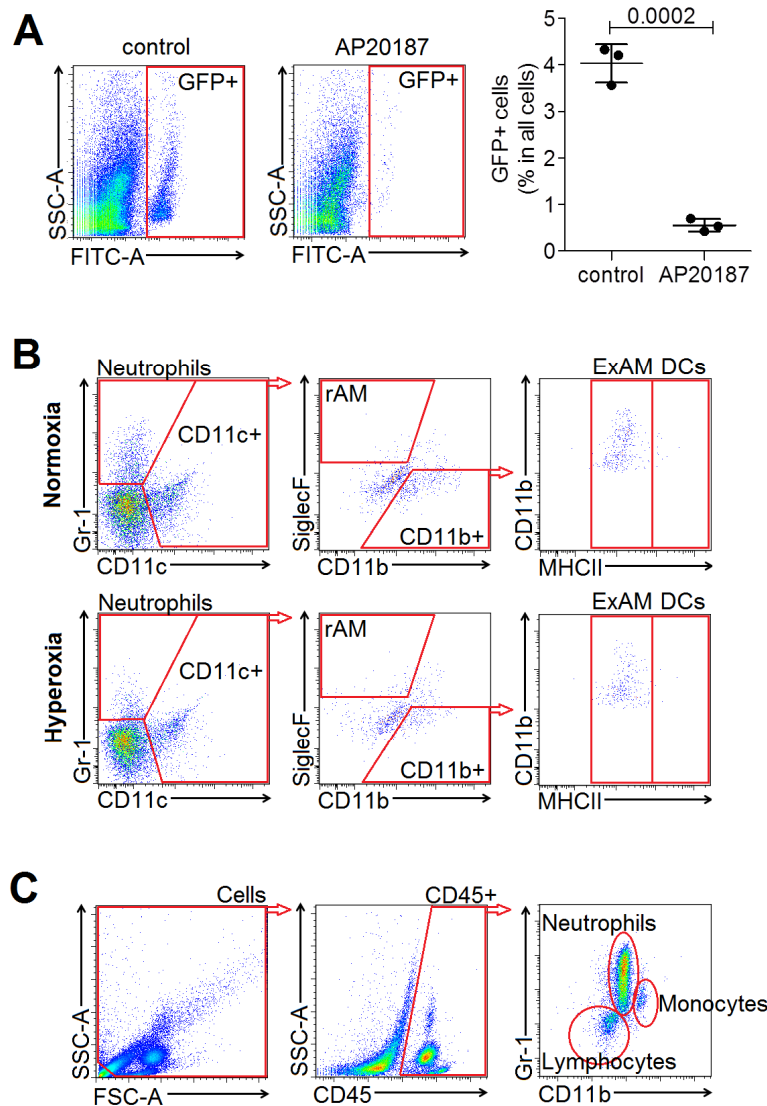 A
control
AP20187
GFP+
GFP+
SSC-A
SSC-A
FITC-A
FITC-A
0.0002
GFP+ cells
(% in all cells)
5
4
3
2
1
0
control
AP20187
B
Normoxia
Neutrophils
CD11c+
Gr-1
CD11c
rAM
CD11b+
SiglecF
CD11b
ExAM DCs
CD11b
MHCII
Hyperoxia
Neutrophils
CD11c+
Gr-1
CD11c
rAM
CD11b+
SiglecF
CD11b
ExAM DCs
CD11b
MHCII
C
Cells
SSC-A
FSC-A
CD45+
SSC-A
CD45
Neutrophils
Monocytes
Lymphocytes
Gr-1
CD11b